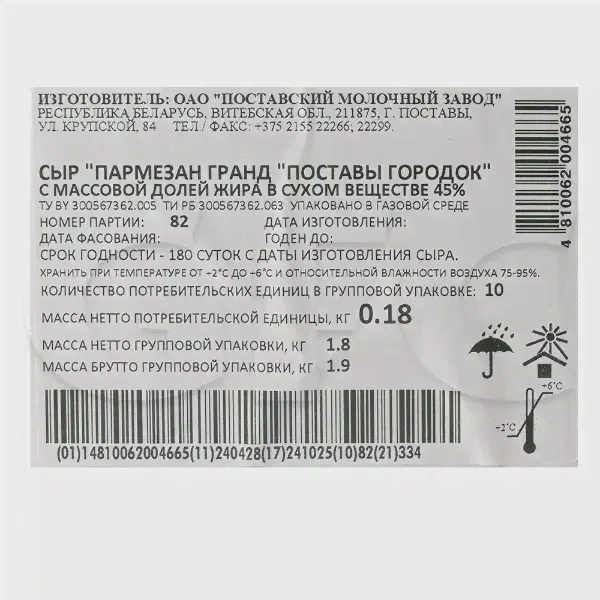 ИЗГОТОВИТЕЛЬ: ОАО "ПОСТАВСКИЙ МОЛОЧНЫЙ ЗАВОД"
РЕСПУБЛИКА БЕЛАРУСЬ, ВИТЕБСКАЯ ОБЛ., 211875, Г. ПОСТАВЫ,
УЛ. КРУПСКОЙ, 84 ТЕЛ / ФАКС: +375 2155 22266; 22299.
СЫР "ПАРМЕЗАН ГРАНД "ПОСТАВЫ ГОРОДОК"
С МАССОВОЙ ДОЛЕЙ ЖИРА В СУХОМ ВЕЩЕСТВЕ 45%
ТУ BY 300567362.005 ТИ РБ 300567362.063 УПАКОВАНО В ГАЗОВОЙ СРЕДЕ
НОМЕР ПАРТИИ: 82 ДАТА ИЗГОТОВЛЕНИЯ:
ДАТА ФАСОВАНИЯ: ГОДЕН ДО:
СРОК ГОДНОСТИ - 180 СУТОК С ДАТЫ ИЗГОТОВЛЕНИЯ СЫРА.
ХРАНИТЬ ПРИ ТЕМПЕРАТУРЕ ОТ +2°С ДО +6°С И ОТНОСИТЕЛЬНОЙ ВЛАЖНОСТИ ВОЗДУХА 75-95%.
КОЛИЧЕСТВО ПОТРЕБИТЕЛЬСКИХ ЕДИНИЦ В ГРУППОВОЙ УПАКОВКЕ: 10
МАССА НЕТТО ПОТРЕБИТЕЛЬСКОЙ ЕДИНИЦЫ, КГ 0.18
МАССА НЕТТО ГРУППОВОЙ УПАКОВКИ, КГ 1.8
МАССА БРУТТО ГРУППОВОЙ УПАКОВКИ, КГ 1.9
+6°C
−2°C
(01)14810062004665(11)240428(17)241025(10)82(21)334
4 810062 004665